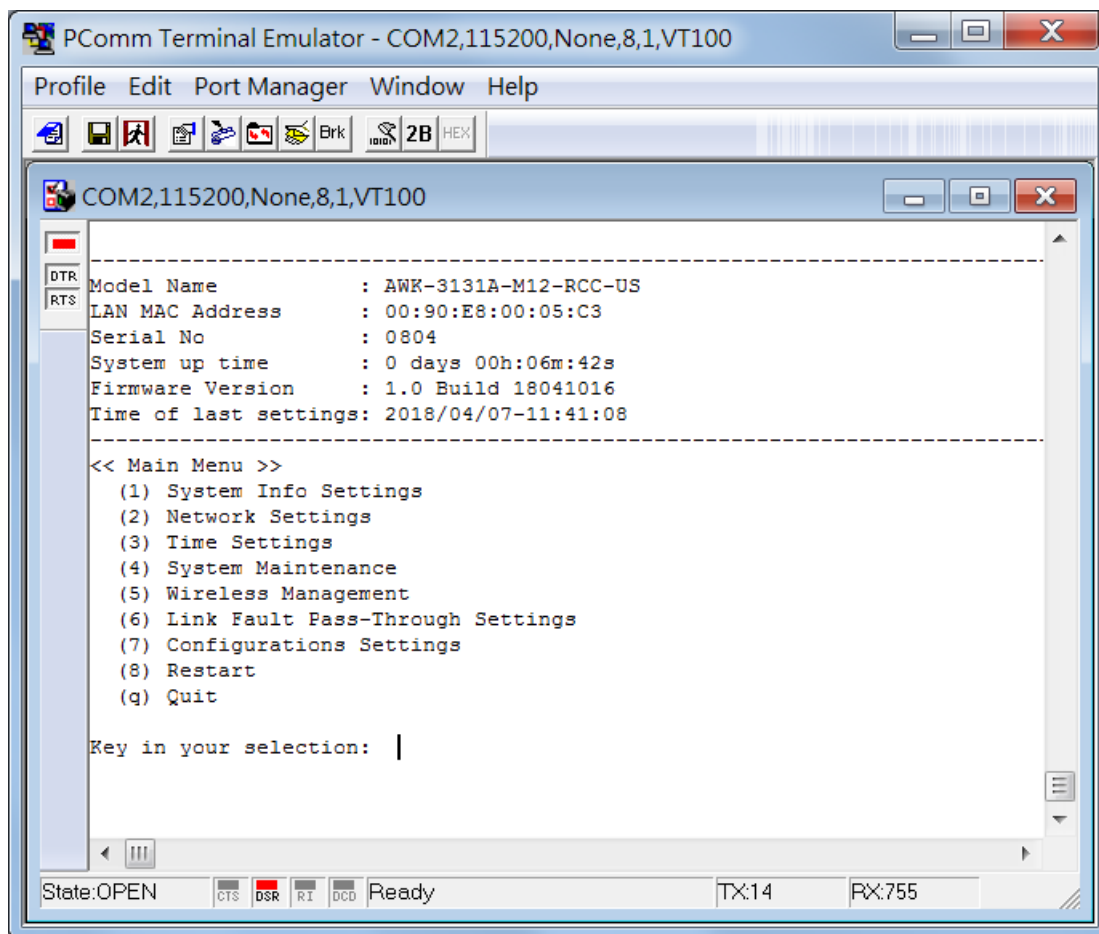 PComm Terminal Emulator - COM2,115200,None,8,1,VT100
Profile Edit Port Manager Window Help
Brk 2B HEX
COM2,115200,None,8,1,VT100
DTR
RTS
------------------------------------------------------------------------
Model Name : AWK-3131A-M12-RCC-US
LAN MAC Address : 00:90:E8:00:05:C3
Serial No : 0804
System up time : 0 days 00h:06m:42s
Firmware Version : 1.0 Build 18041016
Time of last settings: 2018/04/07-11:41:08
------------------------------------------------------------------------
<< Main Menu >>
(1) System Info Settings
(2) Network Settings
(3) Time Settings
(4) System Maintenance
(5) Wireless Management
(6) Link Fault Pass-Through Settings
(7) Configurations Settings
(8) Restart
(q) Quit
Key in your selection:
State:OPEN CTS DSR RI DCD Ready TX:14 RX:755